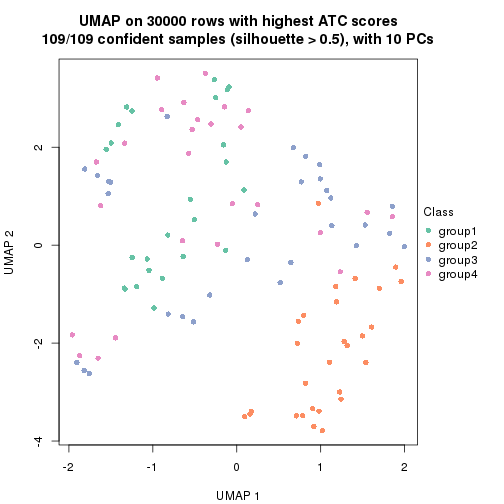 UMAP on 30000 rows with highest ATC scores
109/109 confident samples (silhouette > 0.5), with 10 PCs
UMAP 2
2
0
-2
-4
-2
-1
0
1
2
UMAP 1
Class
group1
group2
group3
group4